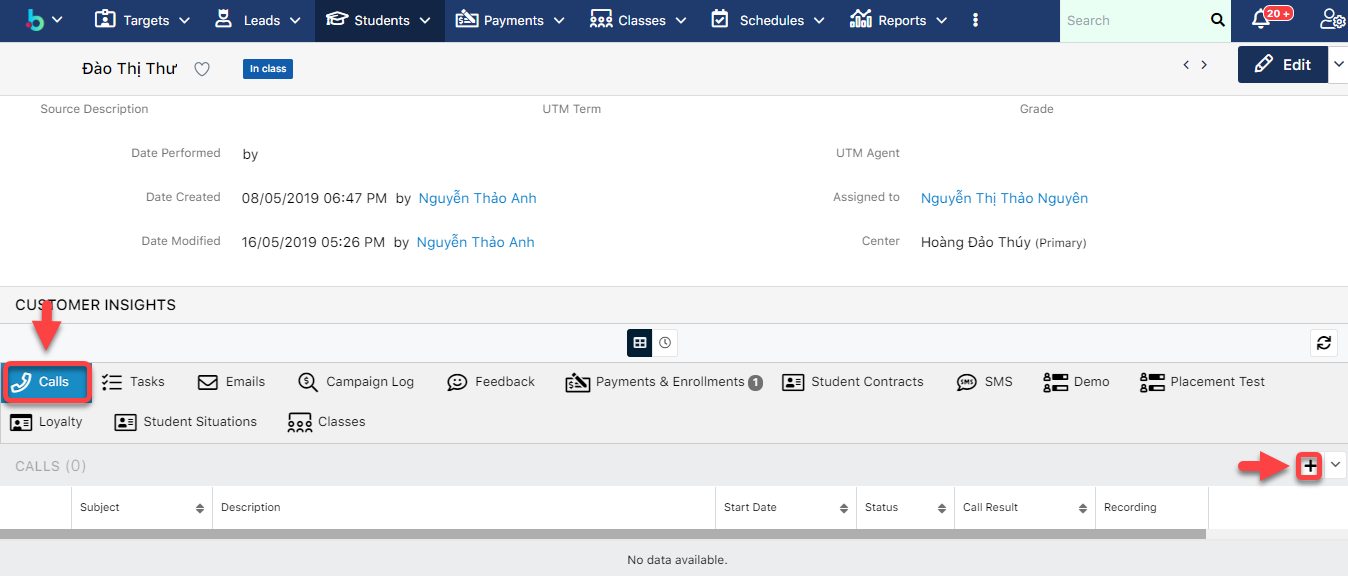 Targets Leads Students Payments Classes Schedules Reports Search 20 +
Đào Thị Thư In class Edit
Source Description UTM Term Grade
Date Performed by UTM Agent
Date Created 08/05/2019 06:47 PM by Nguyễn Thảo Anh Assigned to Nguyễn Thị Thảo Nguyên
Date Modified 16/05/2019 05:26 PM by Nguyễn Thảo Anh Center Hoàng Đảo Thúy (Primary)
CUSTOMER INSIGHTS
Calls Tasks Emails Campaign Log Feedback Payments & Enrollments 1 Student Contracts SMS SMS Demo Placement Test
Loyalty Student Situations Classes
CALLS (0)
Subject Description Start Date Status Call Result Recording
No data available.